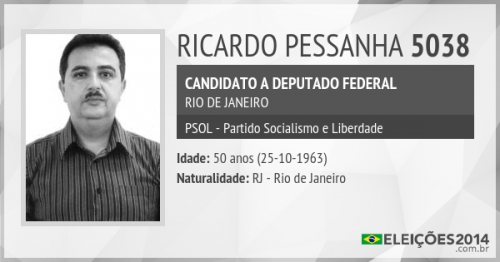 RICARDO PESSANHA 5038
CANDIDATO A DEPUTADO FEDERAL
RIO DE JANEIRO
PSOL - Partido Socialismo e Liberdade
Idade: 50 anos (25-10-1963)
Naturalidade: RJ - Rio de Janeiro
ELEIÇÕES2014
.com.br